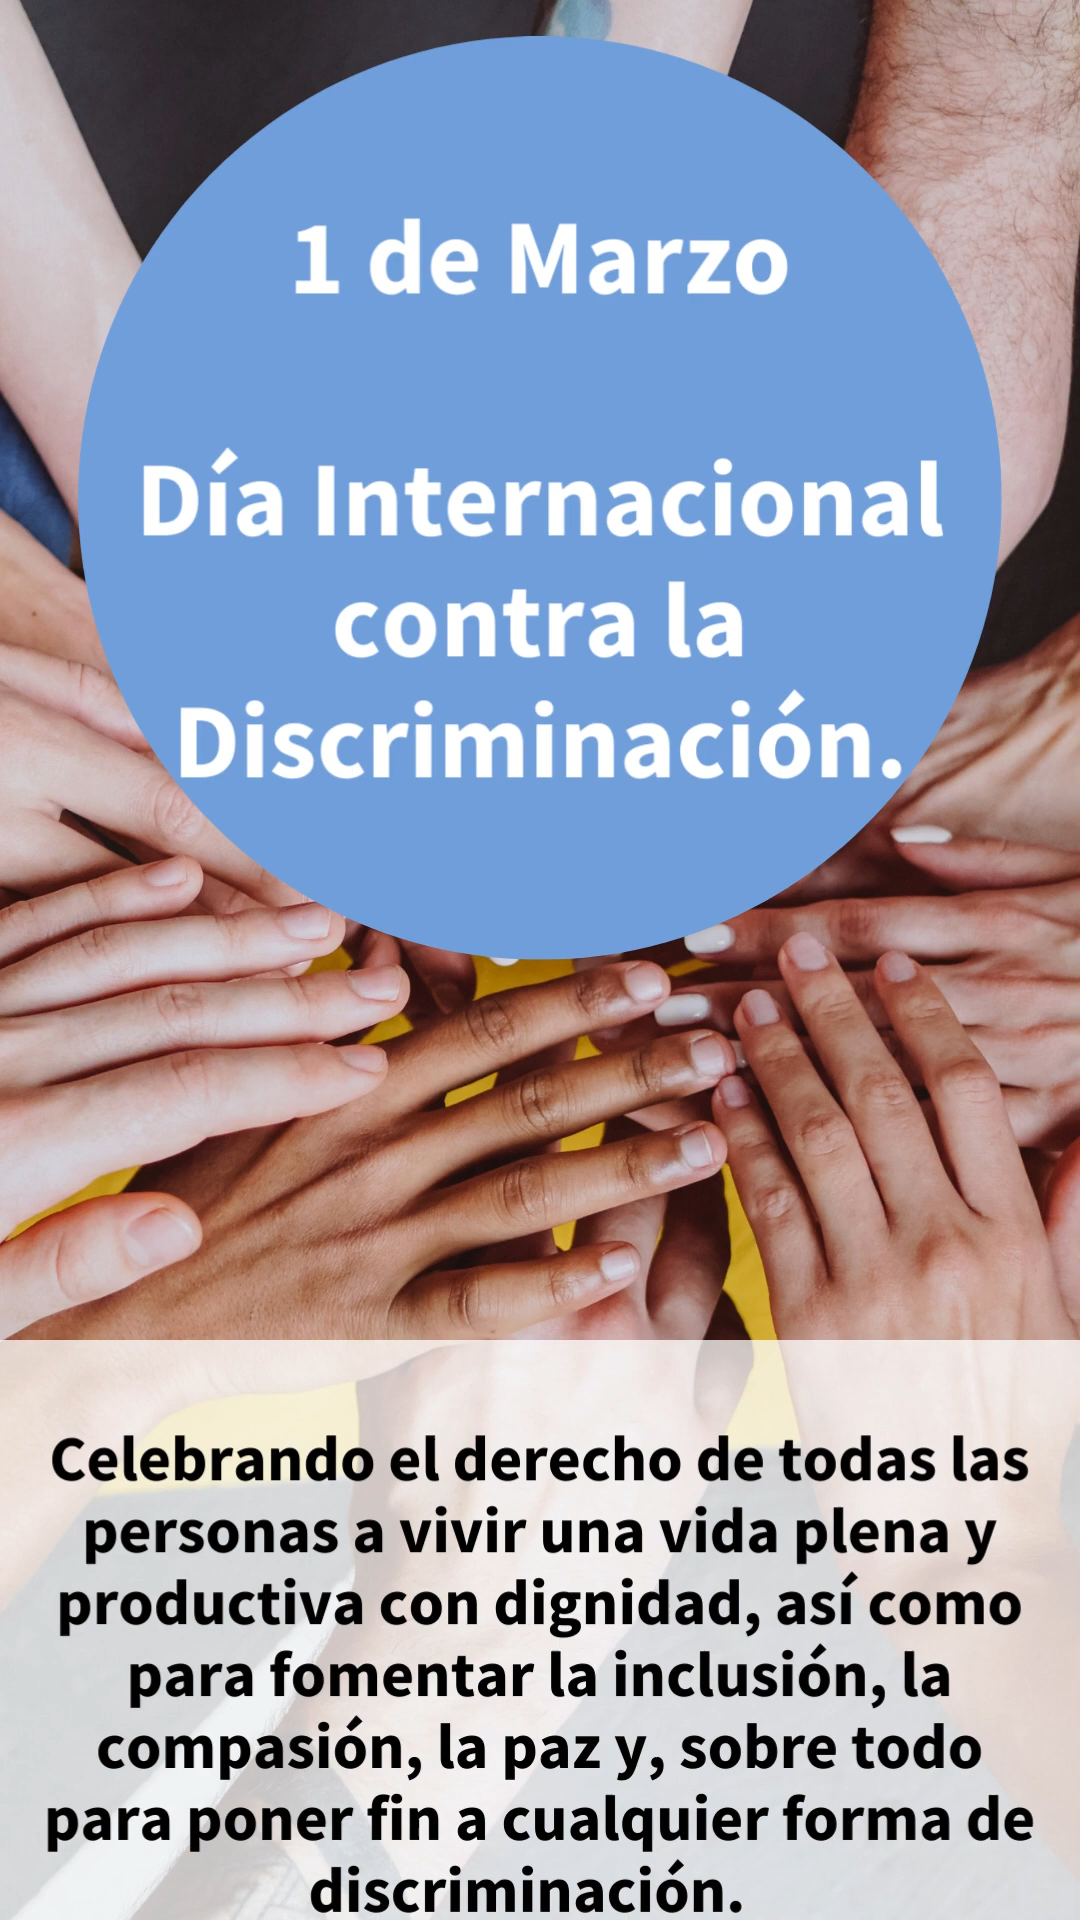 1 de Marzo
Día Internacional
contra la
Discriminación.
Celebrando el derecho de todas las
personas a vivir una vida plena y
productiva con dignidad, así como
para fomentar la inclusión, la
compasión, la paz y, sobre todo
para poner fin a cualquier forma de
discriminación.